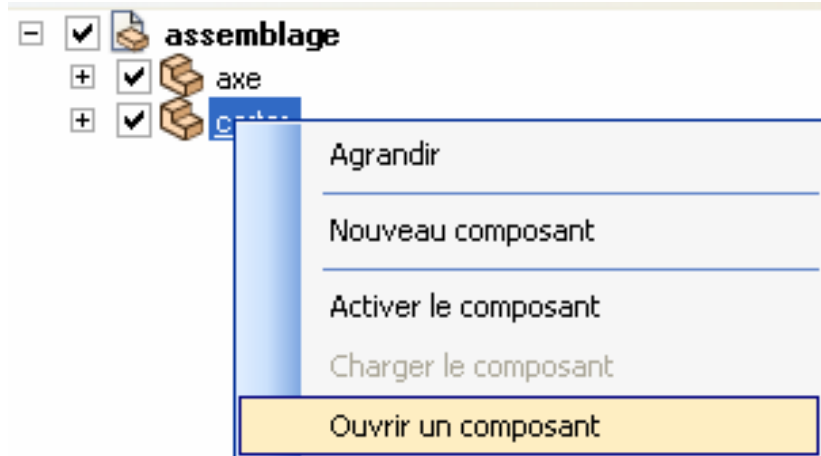 assemblage
axe
Agrandir
Nouveau composant
Activer le composant
Charger le composant
Ouvrir un composant